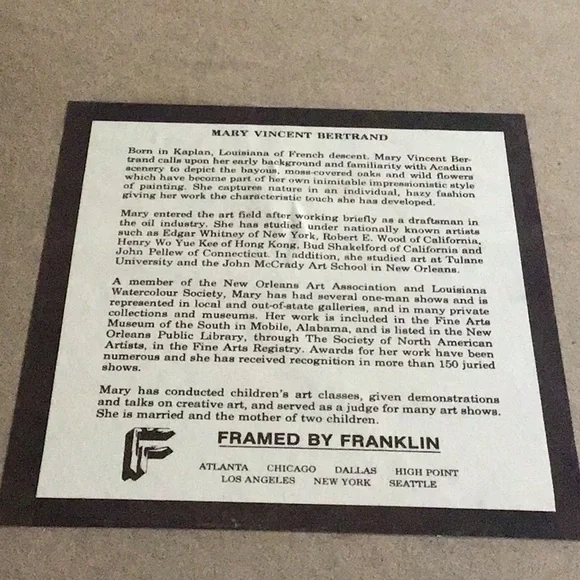 MARY VINCENT BERTRAND
Born in Kaplan, Louisiana of French descent. Mary Vincent Ber-
trand calls upon her early background and familiarity with Acadian
scenery to depict the bayous, moss-covered oaks and wild flowers
which have become part of her own inimitable impressionistic style
of painting. She captures nature in an individual, hazy fashion
giving her work the characteristic touch she has developed.
Mary entered the art field after working briefly as a draftsman in
the oil industry. She has studied under nationally known artists
such as Edgar Whitney of New York, Robert E. Wood of California,
Henry Wo Yue Kee of Hong Kong, Bud Shakelford of California and
John Pellew of Connecticut. In addition, she studied art at Tulane
University and the John McCrady Art School in New Orleans.
A member of the New Orleans Art Association and Louisiana
Watercolour Society, Mary has had several one-man shows and is
represented in local and out-of-state galleries, and in many private
collections and museums. Her work is included in the Fine Arts
Museum of the South in Mobile, Alabama, and is listed in the New
Orleans Public Library, through The Society of North American
Artists, in the Fine Arts Registry. Awards for her work have been
numerous and she has received recognition in more than 150 juried
shows.
Mary has conducted children's art classes, given demonstrations
and talks on creative art, and served as a judge for many art shows.
She is married and the mother of two children.
FRAMED BY FRANKLIN
ATLANTA CHICAGO DALLAS HIGH POINT
LOS ANGELES NEW YORK SEATTLE